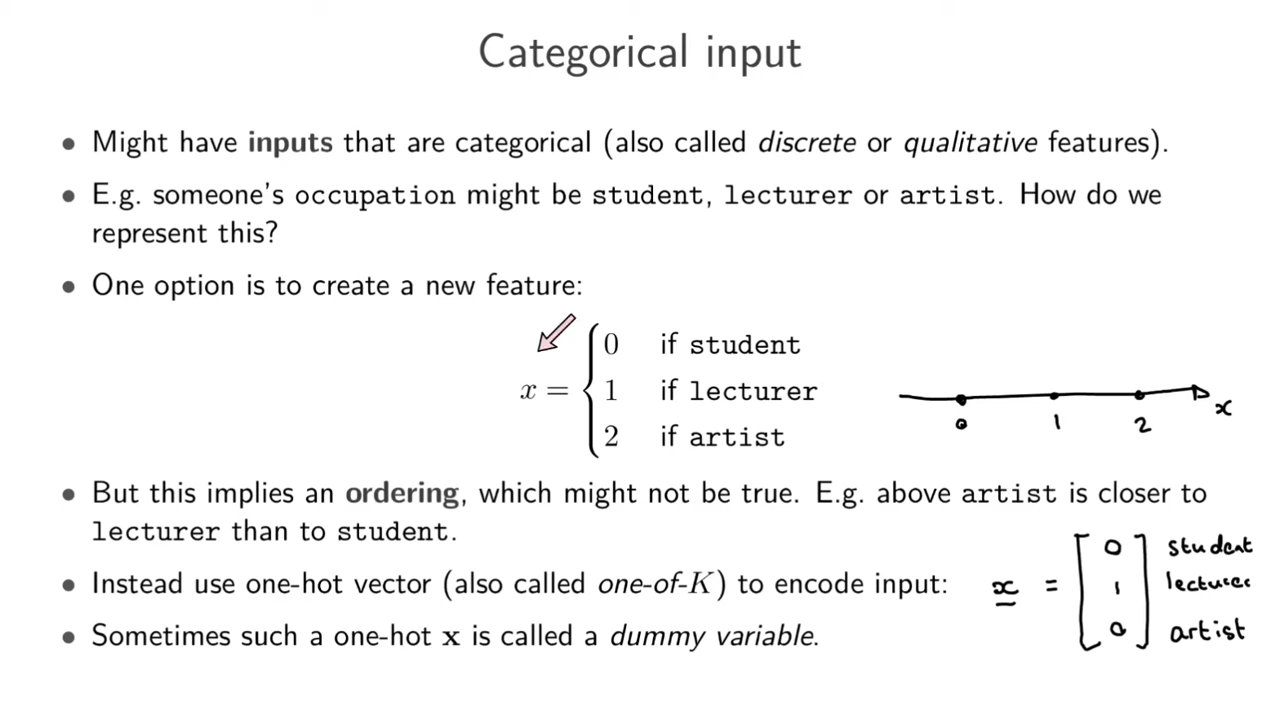 Categorical input
• Might have inputs that are categorical (also called discrete or qualitative features).
• E.g. someone's occupation might be student, lecturer or artist. How do we
represent this?
• One option is to create a new feature:
0 if student
x = { 1 if lecturer
2 if artist
x
0 1 2
• But this implies an ordering, which might not be true. E.g. above artist is closer to
lecturer than to student.
• Instead use one-hot vector (also called one-of-K) to encode input:
• Sometimes such a one-hot x is called a dummy variable.
0 student
x = [ 1 ] lecturer
0 artist